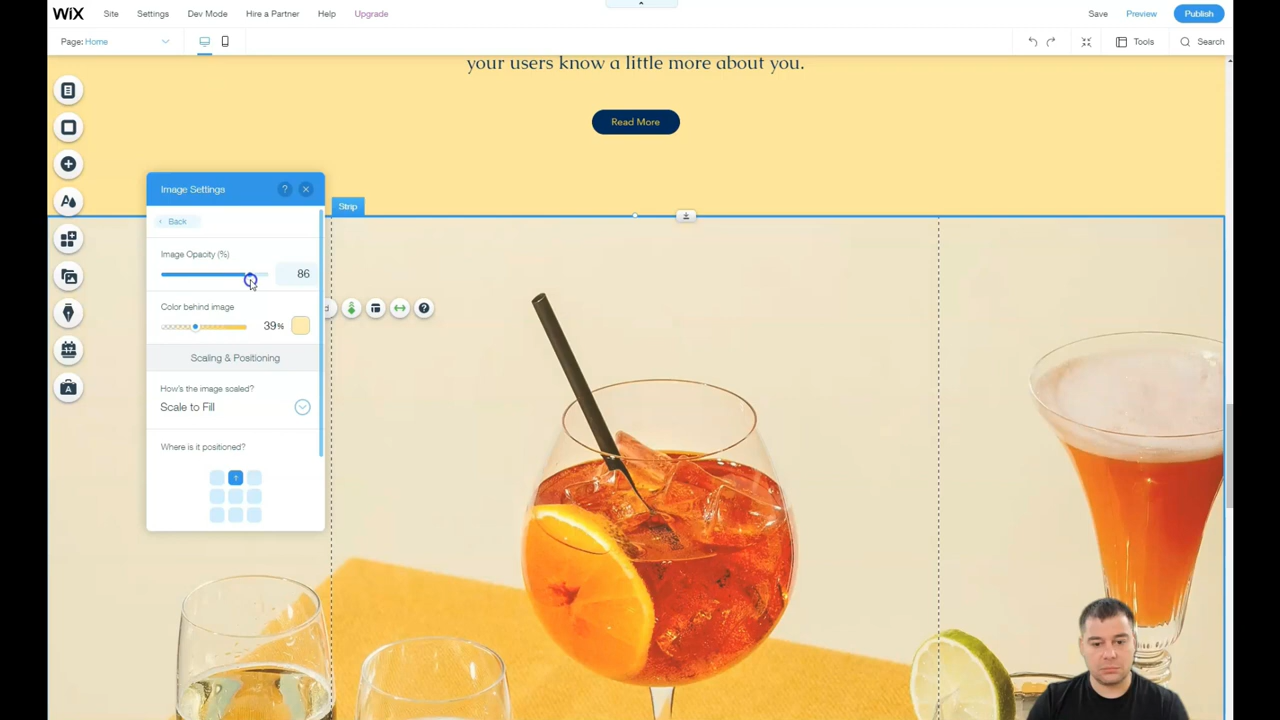 WiX
Site
Settings
Dev Mode
Hire a Partner
Help
Upgrade
Save
Preview
Publish
Page: Home
Tools
Search
your users know a little more about you.
Read More
Image Settings
?
Strip
Back
Image Opacity (%)
86
Color behind image
39%
?
Scaling & Positioning
How's the image scaled?
Scale to Fill
Where is it positioned?